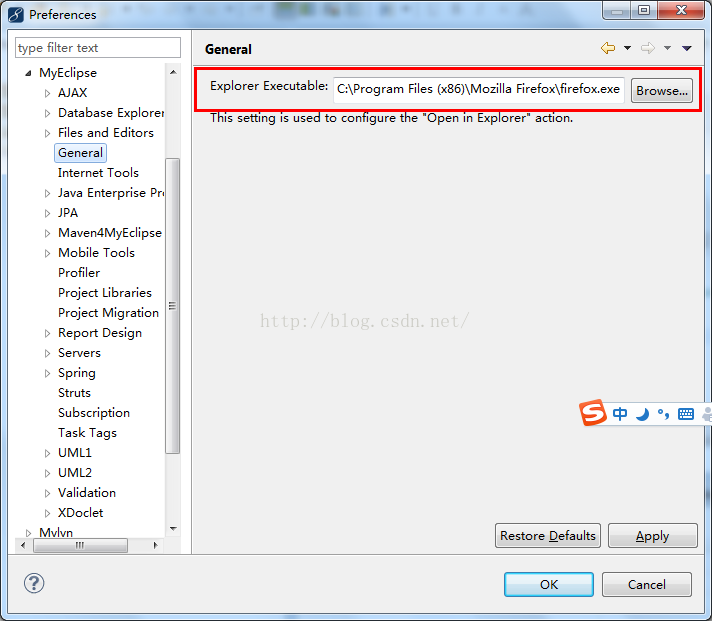 Preferences
type filter text
General
MyEclipse
AJAX
Database Explorer
Files and Editors
General
Internet Tools
Java Enterprise Pr
JPA
Maven4MyEclipse
Mobile Tools
Profiler
Project Libraries
Project Migration
Report Design
Servers
Spring
Struts
Subscription
Task Tags
UML1
UML2
Validation
XDoclet
Mylyn
Explorer Executable: C:\Program Files (x86)\Mozilla Firefox\firefox.exe Browse...
This setting is used to configure the "Open in Explorer" action.
http://blog.csdn.net/
S 中
Restore Defaults Apply
? OK Cancel